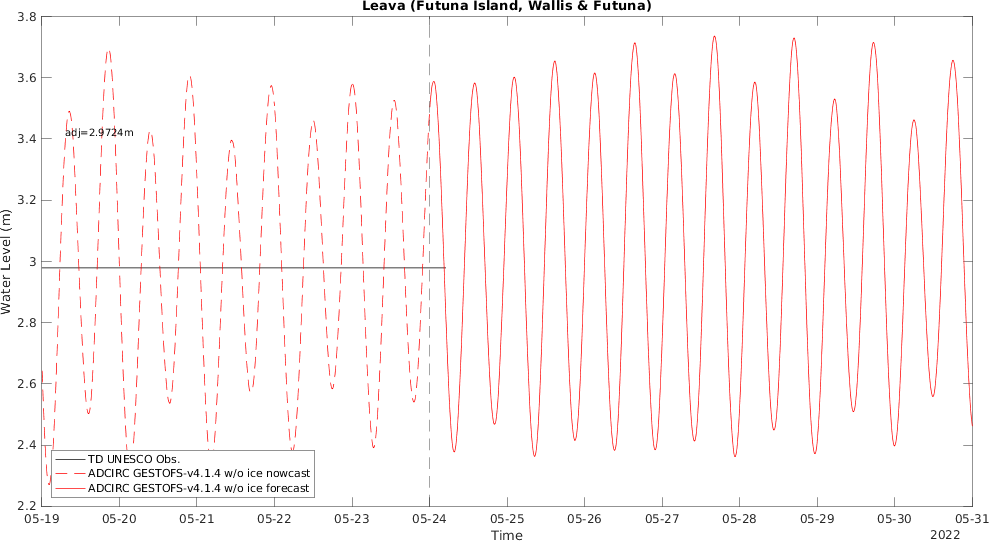 Leava (Futuna Island, Wallis & Futuna)
3.8
3.6
3.4
3.2
3
2.8
2.6
2.4
2.2
Water Level (m)
adj=2.9724m
TD UNESCO Obs.
ADCIRC GESTOFS-v4.1.4 w/o ice nowcast
ADCIRC GESTOFS-v4.1.4 w/o ice forecast
05-19 05-20 05-21 05-22 05-23 05-24 05-25 05-26 05-27 05-28 05-29 05-30 05-31
Time
2022